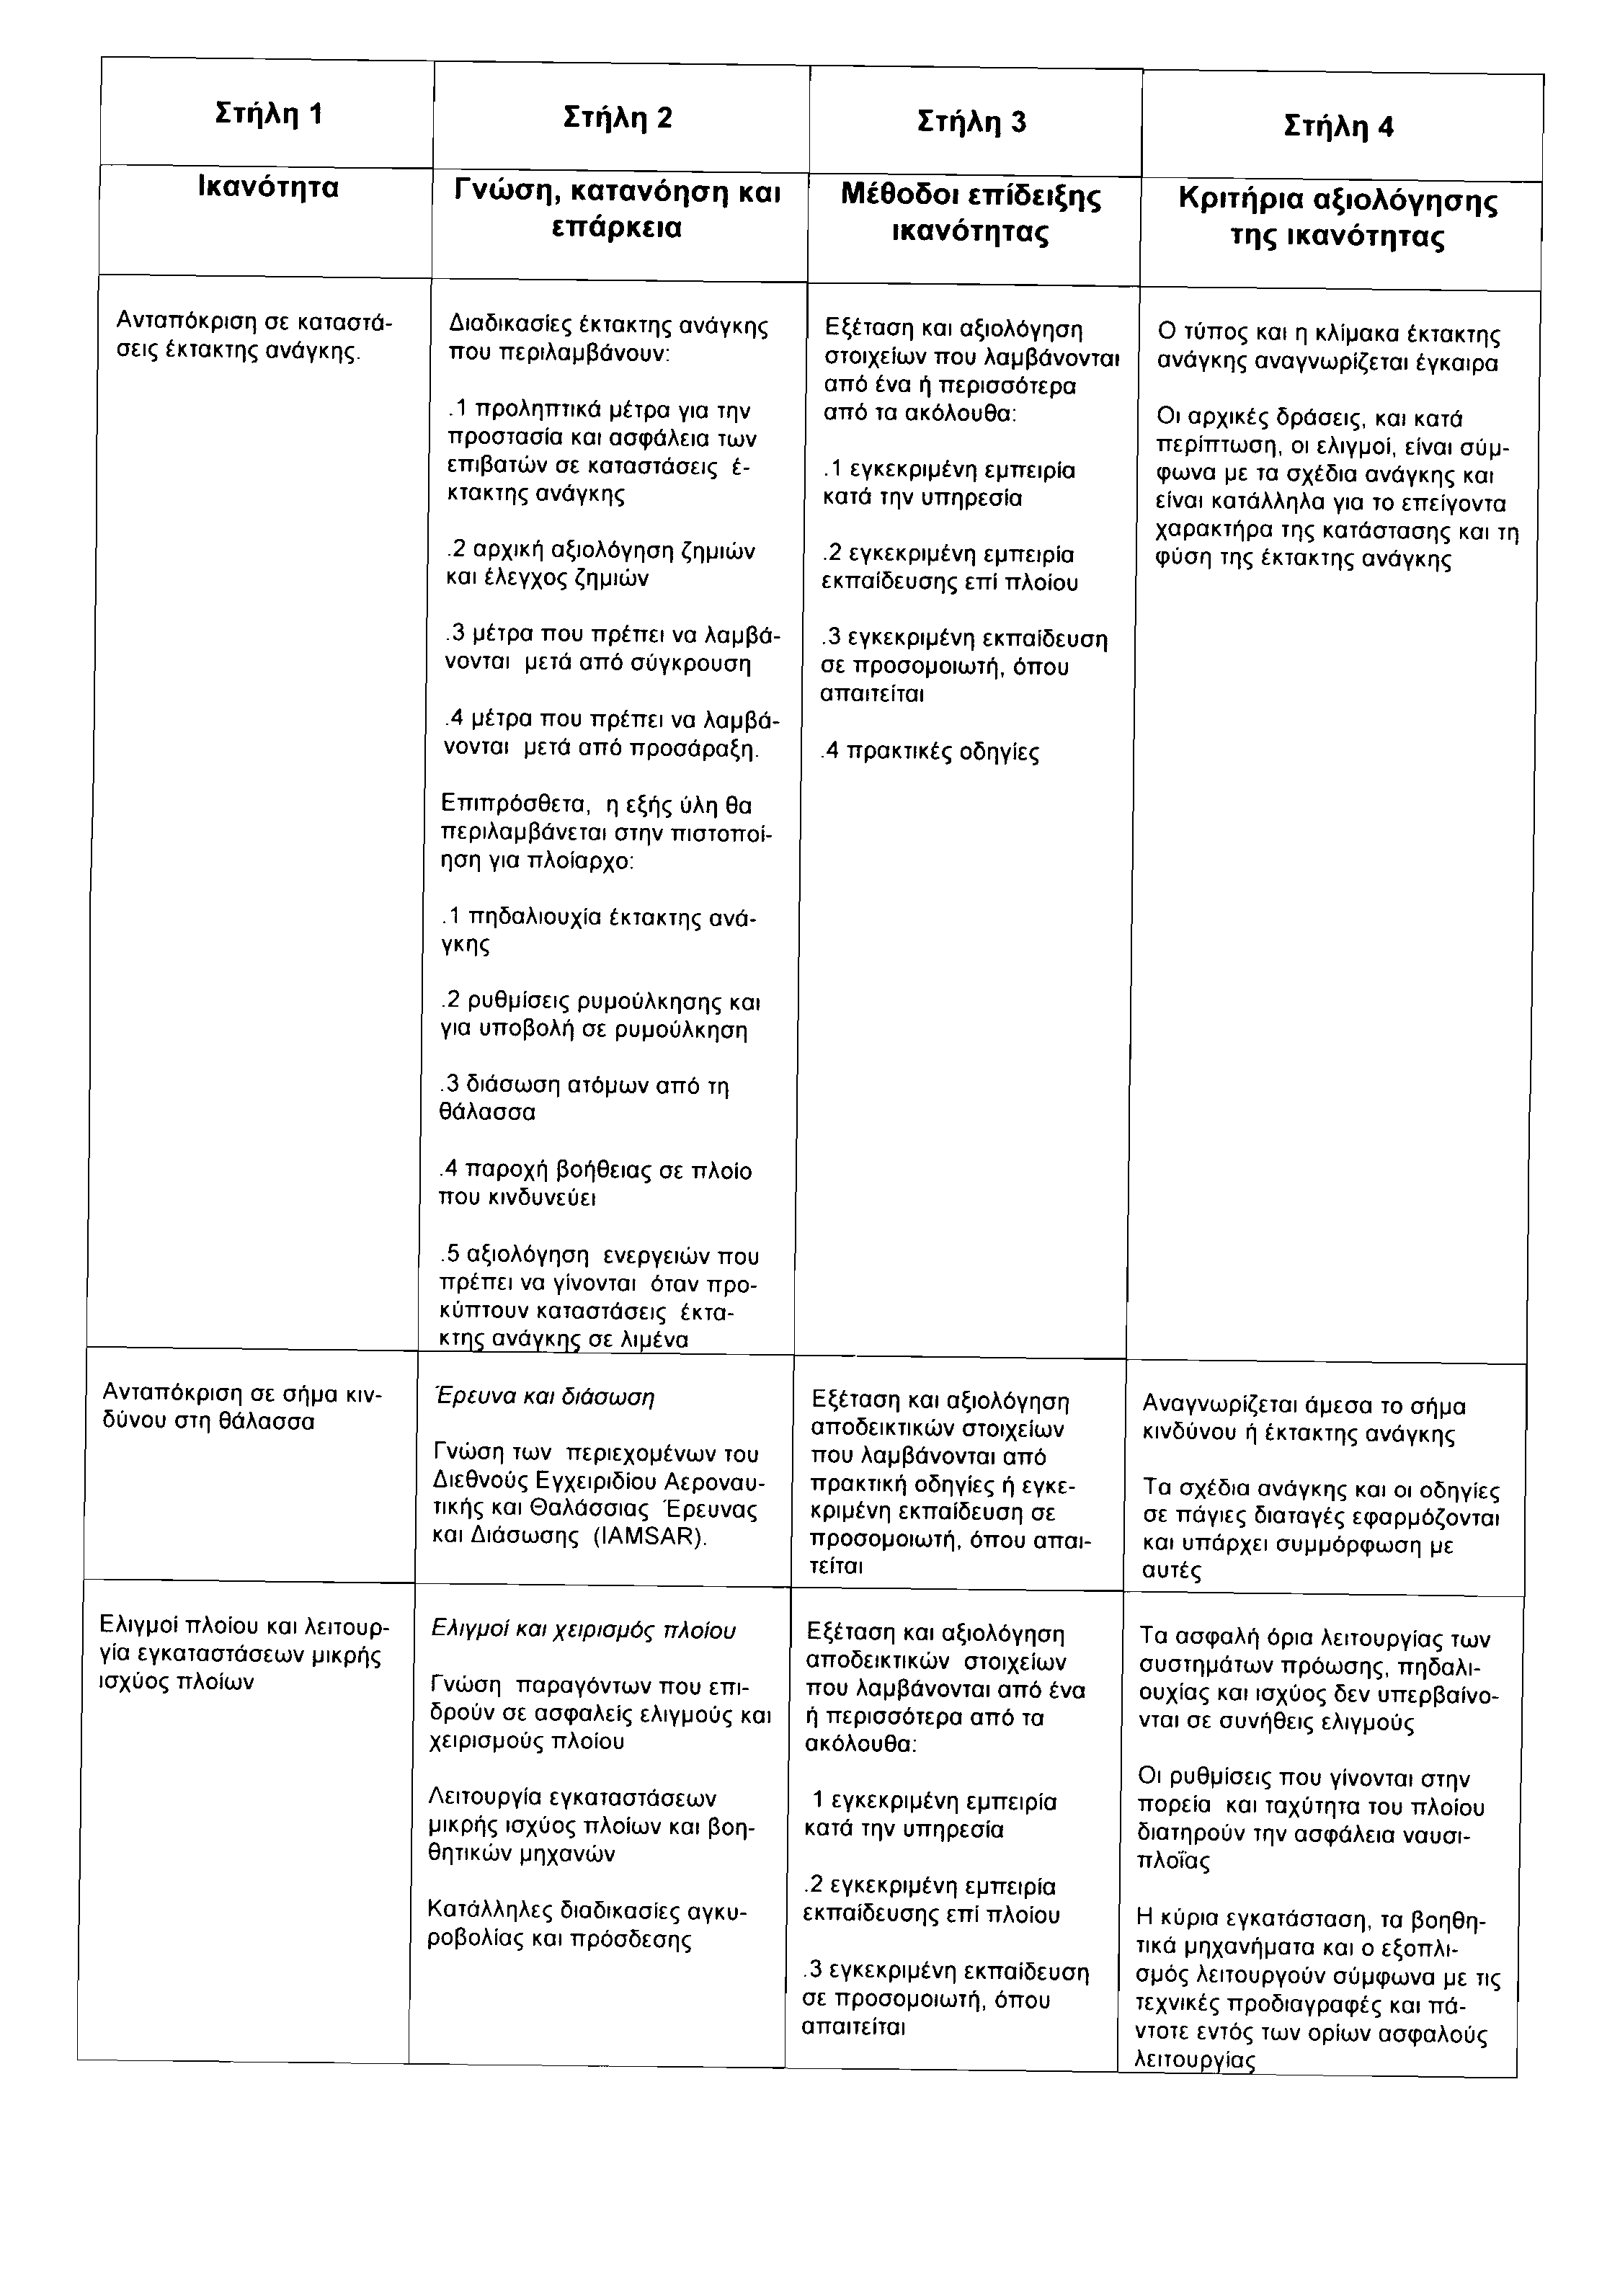 Στήλη 1
Στήλη 2
Στήλη 3
Στήλη 4
Ικανότητα
Γνώση, κατανόηση και
επάρκεια
Μέθοδοι επίδειξης
ικανότητας
Κριτήρια αξιολόγησης
της ικανότητας
Ανταπόκριση σε καταστά-
σεις έκτακτης ανάγκης.
Διαδικασίες έκτακτης ανάγκης
που περιλαμβάνουν:
.1 προληπτικά μέτρα για την
προστασία και ασφάλεια των
επιβατών σε καταστάσεις έ-
κτακτης ανάγκης
.2 αρχική αξιολόγηση ζημιών
και έλεγχος ζημιών
.3 μέτρα που πρέπει να λαμβά-
νονται μετά από σύγκρουση
.4 μέτρα που πρέπει να λαμβά-
νονται μετά από προσάραξη.
Επιπρόσθετα, η εξής ύλη θα
περιλαμβάνεται στην πιστοποί-
ηση για πλοίαρχο:
.1 πηδαλιουχία έκτακτης ανά-
γκης
.2 ρυθμίσεις ρυμούλκησης και
για υποβολή σε ρυμούλκηση
.3 διάσωση ατόμων από τη
θάλασσα
.4 παροχή βοήθειας σε πλοίο
που κινδυνεύει
.5 αξιολόγηση ενεργειών που
πρέπει να γίνονται όταν προ-
κύπτουν καταστάσεις έκτα-
κτης ανάγκης σε λιμένα
Εξέταση και αξιολόγηση
στοιχείων που λαμβάνονται
από ένα ή περισσότερα
από τα ακόλουθα:
.1 εγκεκριμένη εμπειρία
κατά την υπηρεσία
.2 εγκεκριμένη εμπειρία
εκπαίδευσης επί πλοίου
.3 εγκεκριμένη εκπαίδευση
σε προσομοιωτή, όπου
απαιτείται
.4 πρακτικές οδηγίες
Ο τύπος και η κλίμακα έκτακτης
ανάγκης αναγνωρίζεται έγκαιρα
Οι αρχικές δράσεις, και κατά
περίπτωση, οι ελιγμοί, είναι σύμ-
φωνα με τα σχέδια ανάγκης και
είναι κατάλληλα για το επείγοντα
χαρακτήρα της κατάστασης και τη
φύση της έκτακτης ανάγκης
Ανταπόκριση σε σήμα κιν-
δύνου στη θάλασσα
Έρευνα και διάσωση
Γνώση των περιεχομένων του
Διεθνούς Εγχειριδίου Αεροναυ-
τικής και Θαλάσσιας Έρευνας
και Διάσωσης (IAMSAR).
Εξέταση και αξιολόγηση
αποδεικτικών στοιχείων
που λαμβάνονται από
πρακτική οδηγίες ή εγκε-
κριμένη εκπαίδευση σε
προσομοιωτή, όπου απαι-
τείται
Αναγνωρίζεται άμεσα το σήμα
κινδύνου ή έκτακτης ανάγκης
Τα σχέδια ανάγκης και οι οδηγίες
σε πάγιες διαταγές εφαρμόζονται
και υπάρχει συμμόρφωση με
αυτές
Ελιγμοί πλοίου και λειτουρ-
γία εγκαταστάσεων μικρής
ισχύος πλοίων
Ελιγμοί και χειρισμός πλοίου
Γνώση παραγόντων που επι-
δρούν σε ασφαλείς ελιγμούς και
χειρισμούς πλοίου
Λειτουργία εγκαταστάσεων
μικρής ισχύος πλοίων και βοη-
θητικών μηχανών
Κατάλληλες διαδικασίες αγκυ-
ροβολίας και πρόσδεσης
Εξέταση και αξιολόγηση
αποδεικτικών στοιχείων
που λαμβάνονται από ένα
ή περισσότερα από τα
ακόλουθα:
1 εγκεκριμένη εμπειρία
κατά την υπηρεσία
.2 εγκεκριμένη εμπειρία
εκπαίδευσης επί πλοίου
.3 εγκεκριμένη εκπαίδευση
σε προσομοιωτή, όπου
απαιτείται
Τα ασφαλή όρια λειτουργίας των
συστημάτων πρόωσης, πηδαλι-
ουχίας και ισχύος δεν υπερβαίνο-
νται σε συνήθεις ελιγμούς
Οι ρυθμίσεις που γίνονται στην
πορεία και ταχύτητα του πλοίου
διατηρούν την ασφάλεια ναυσι-
πλοΐας
Η κύρια εγκατάσταση, τα βοηθη-
τικά μηχανήματα και ο εξοπλι-
σμός λειτουργούν σύμφωνα με τις
τεχνικές προδιαγραφές και πά-
ντοτε εντός των ορίων ασφαλούς
λειτουργίας